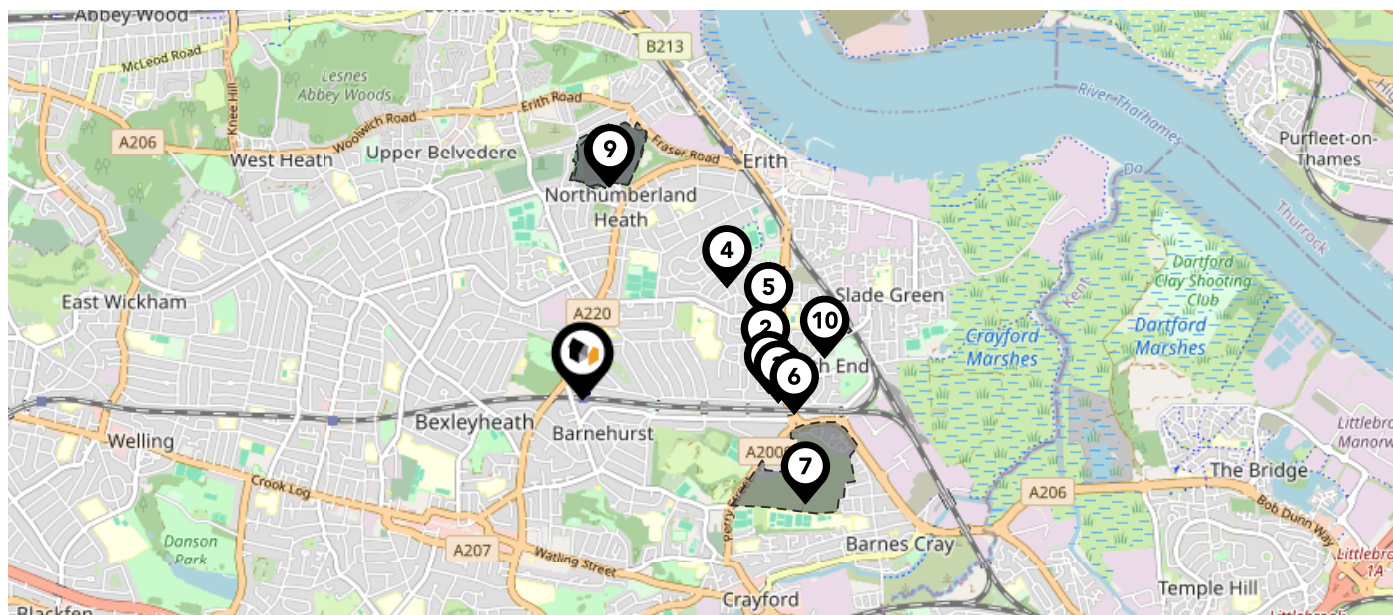 Abbey Wood
McLeod Road
Lesnes
Abbey Woods
Knee Hill
B213
Erith Road
Woolwich Road
A206
West Heath
Upper Belvedere
Fraser Road
Erith
9
Northumberland
Heath
River Thames
Purfleet-on-
Thames
Thurrock
4
5
2
10
Slade Green
Kent
Dartford
Clay Shooting
Club
Crayford
Marshes
Dartford
Marshes
East Wickham
A220
6
Welling
Bexleyheath
Barnehurst
7
Crook Log
A207
Watling Street
Danson
Park
Barnes Cray
Crayford
A206
The Bridge
Bob Dunn Way
Temple Hill
1A